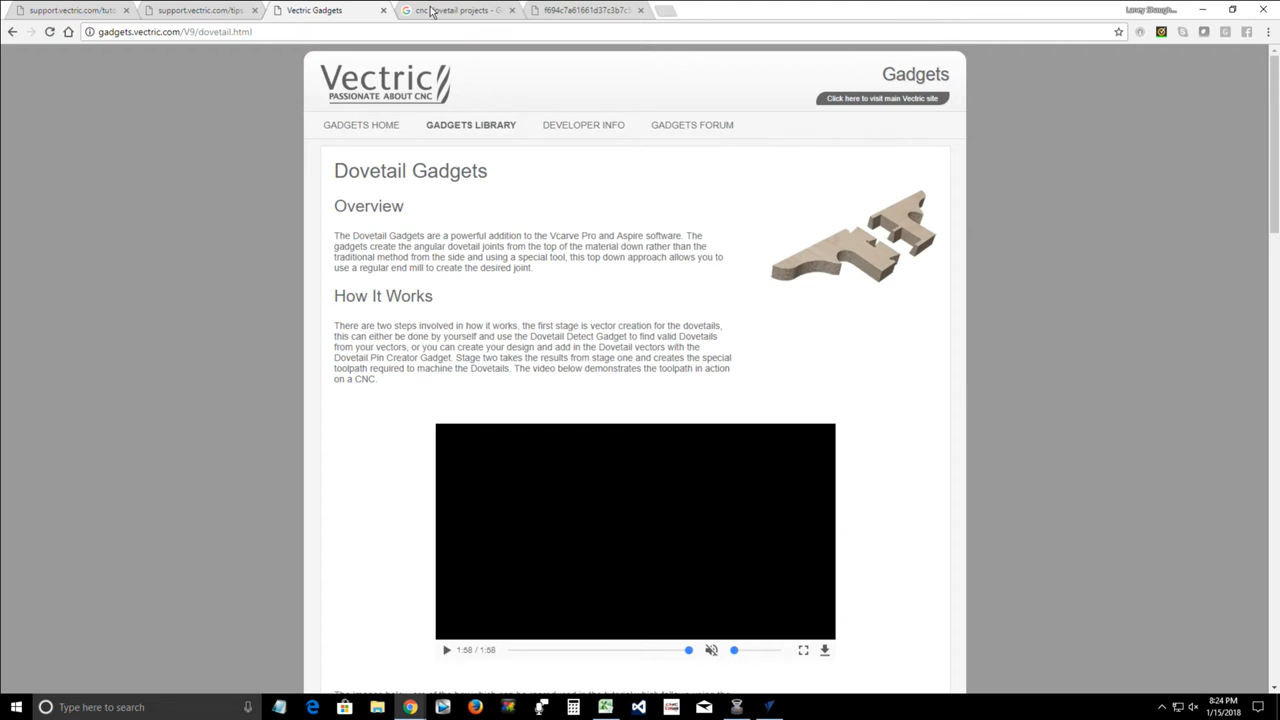 support.vectric.com/tuto
support.vectric.com/tips
Vectric Gadgets
cnc dovetail projects - G
f694c7a61661d37c3b7c
gadgets.vectric.com/V9/dovetail.html
Vectric
PASSIONATE ABOUT CNC
Gadgets
Click here to visit main Vectric site
GADGETS HOME GADGETS LIBRARY DEVELOPER INFO GADGETS FORUM
Dovetail Gadgets
Overview
The Dovetail Gadgets are a powerful addition to the Vcarve Pro and Aspire software. The
gadgets create the angular dovetail joints from the top of the material down rather than the
traditional method from the side and using a special tool, this top down approach allows you to
use a regular end mill to create the desired joint.
How It Works
There are two steps involved in how it works, the first stage is vector creation for the dovetails,
this can either be done by yourself and use the Dovetail Detect Gadget to find valid Dovetails
from your vectors, or you can create your design and add in the Dovetail vectors with the
Dovetail Pin Creator Gadget. Stage two takes the results from stage one and creates the special
toolpath required to machine the Dovetails. The video below demonstrates the toolpath in action
on a CNC.
1:58 / 1:58
Type here to search
8:24 PM
1/15/2018